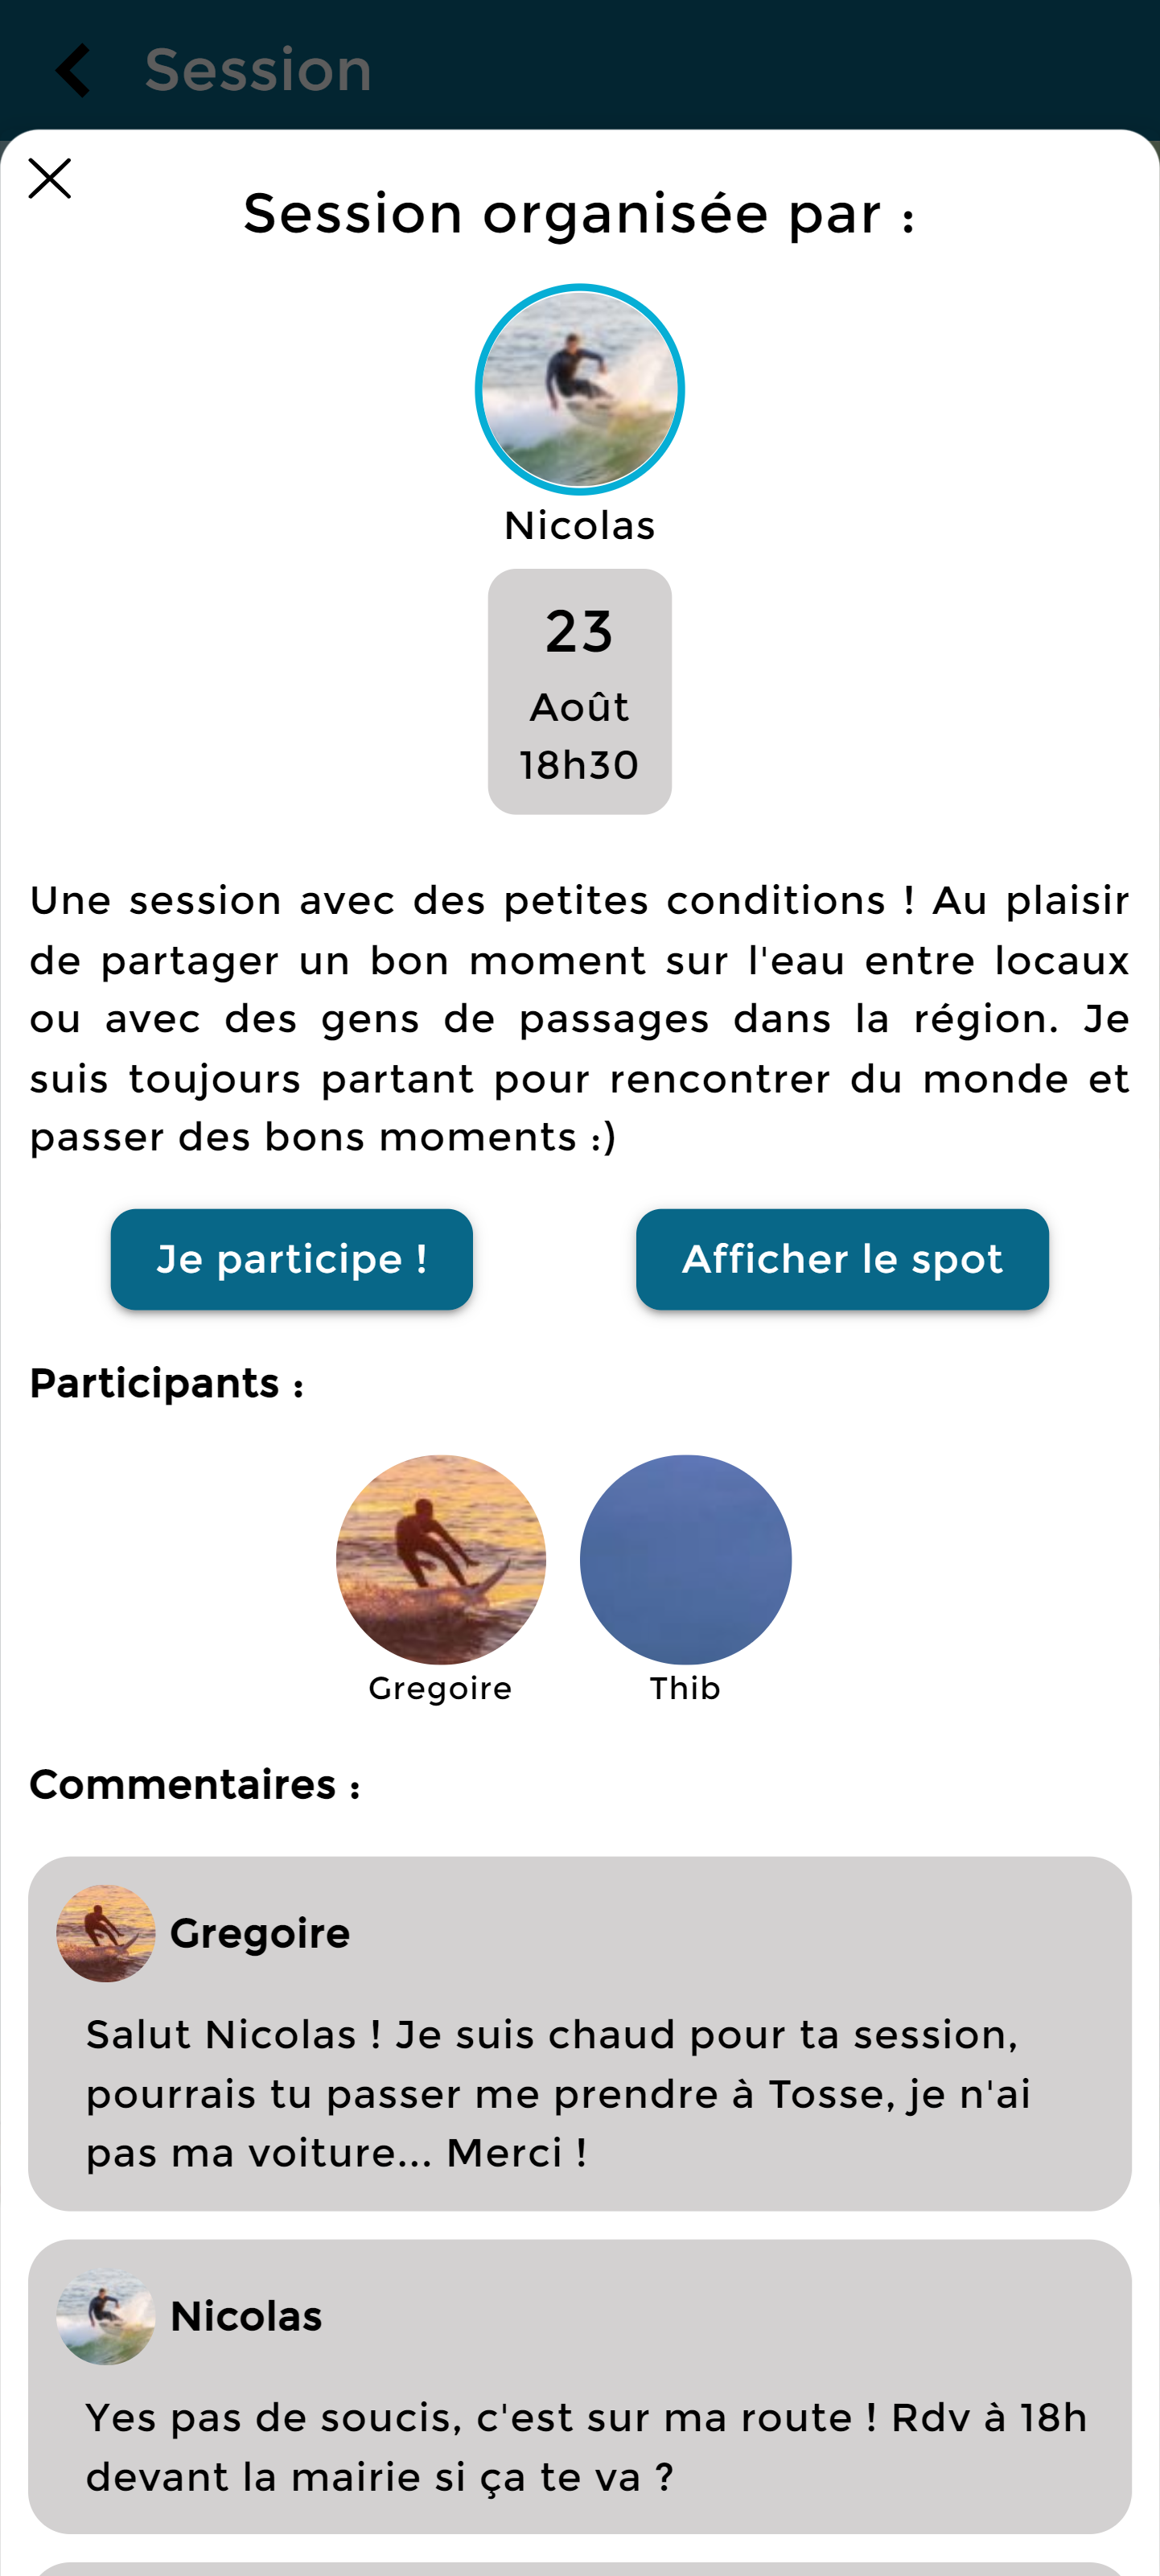 Session
Session organisée par :
Nicolas
23
Août
18h30
Une session avec des petites conditions ! Au plaisir
de partager un bon moment sur l'eau entre locaux
ou avec des gens de passages dans la région. Je
suis toujours partant pour rencontrer du monde et
passer des bons moments :)
Je participe !
Afficher le spot
Participants :
Gregoire
Thib
Commentaires :
Gregoire
Salut Nicolas ! Je suis chaud pour ta session,
pourrais tu passer me prendre à Tosse, je n'ai
pas ma voiture... Merci !
Nicolas
Yes pas de soucis, c'est sur ma route ! Rdv à 18h
devant la mairie si ça te va ?